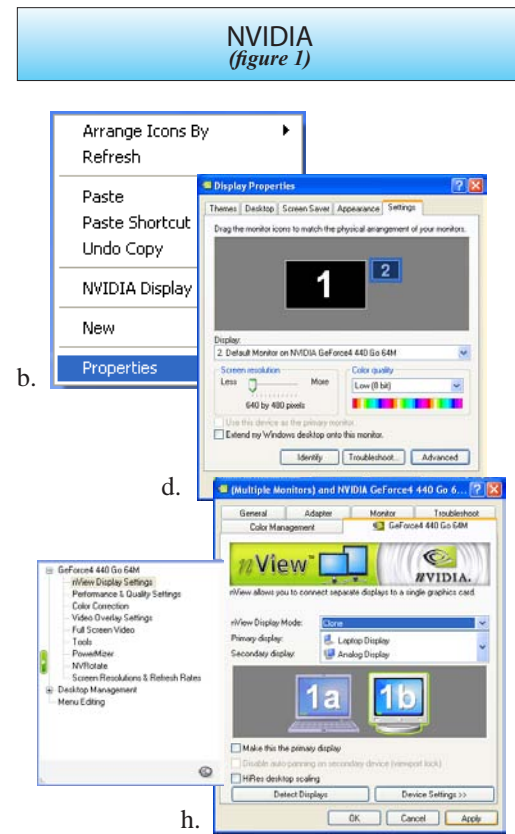 NVIDIA
(figure 1)
Arrange Icons By
Refresh
Paste
Paste Shortcut
Undo Copy
NVIDIA Display
New
Properties
b.
Display Properties
Themes Desktop Screen Saver Appearance Settings
Drag the monitor icons to match the physical arrangement of your monitors.
1 2
Display:
2. Default Monitor on NVIDIA GeForce4 440 Go 64M
Screen resolution Color quality
Less More Low (8 bit)
640 by 480 pixels
Use this device as the primary monitor.
Extend my Windows desktop onto this monitor.
Identify Troubleshoot... Advanced
d.
(Multiple Monitors) and NVIDIA GeForce4 440 Go 6...
General Adapter Monitor Troubleshoot
Color Management GeForce4 440 Go 64M
nView NVIDIA.
nView allows you to connect separate displays to a single graphics card.
nView Display Mode: Clone
Primary display: Laptop Display
Secondary display: Analog Display
1a 1b
Make this the primary display
Disable auto-panning on secondary device (viewport lock)
HiRes desktop scaling
Detect Displays Device Settings >>
OK Cancel Apply
GeForce4 440 Go 64M
nView Display Settings
Performance & Quality Settings
Color Correction
Video Overlay Settings
Full Screen Video
Tools
PowerMizer
NVRotate
Screen Resolutions & Refresh Rates
Desktop Management
Menu Editing
h.